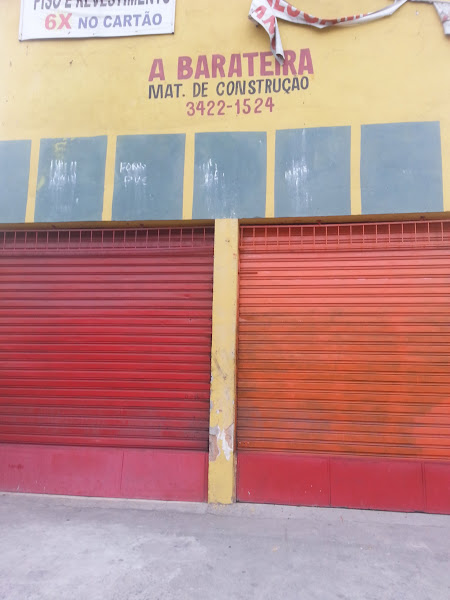 PISO E REVESTIMENTO
6X NO CARTÃO
A BARATEIRA
MAT. DE CONSTRUÇÃO
3422-1524